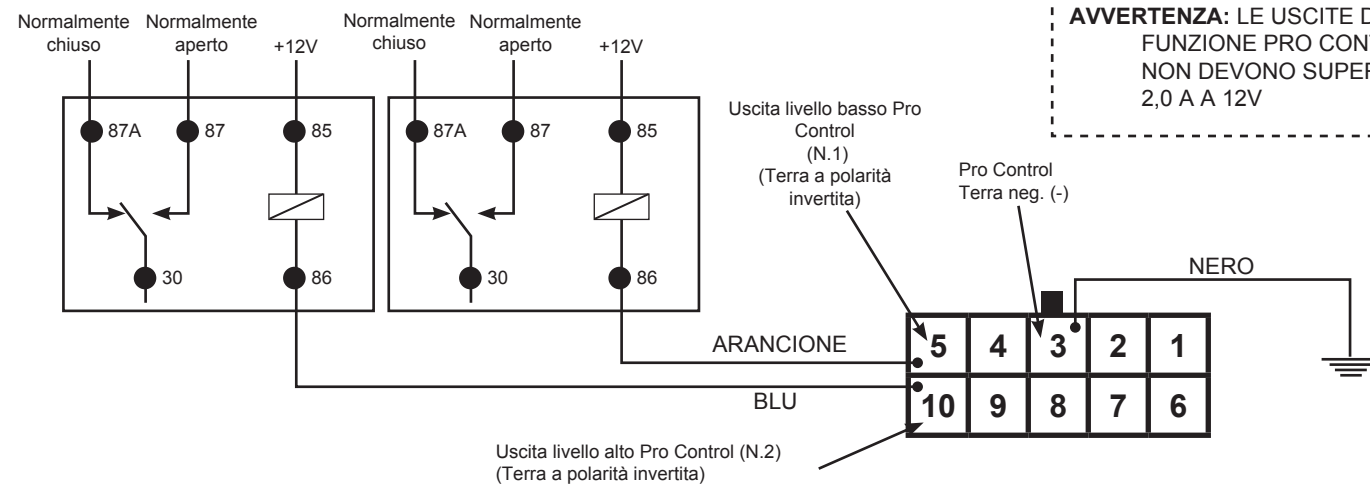 Normalmente
chiuso
Normalmente
aperto
+12V
Normalmente
chiuso
Normalmente
aperto
+12V
AVVERTENZA: LE USCITE
FUNZIONE PRO
NON DEVONO
2,0 A A 12V
87A
87
85
87A
87
85
30
86
30
86
Uscita livello basso Pro
Control
(N.1)
(Terra a polarità
invertita)
Pro Control
Terra neg. (-)
NERO
ARANCIONE
BLU
5 4 3 2 1
10 9 8 7 6
Uscita livello alto Pro Control (N.2)
(Terra a polarità invertita)